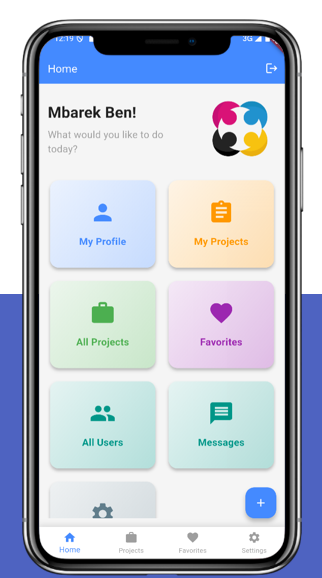 12:19
3G
Home
Mbarek Ben!
What would you like to do
today?
My Profile
My Projects
All Projects
Favorites
All Users
Messages
+
Home
Projects
Favorites
Settings